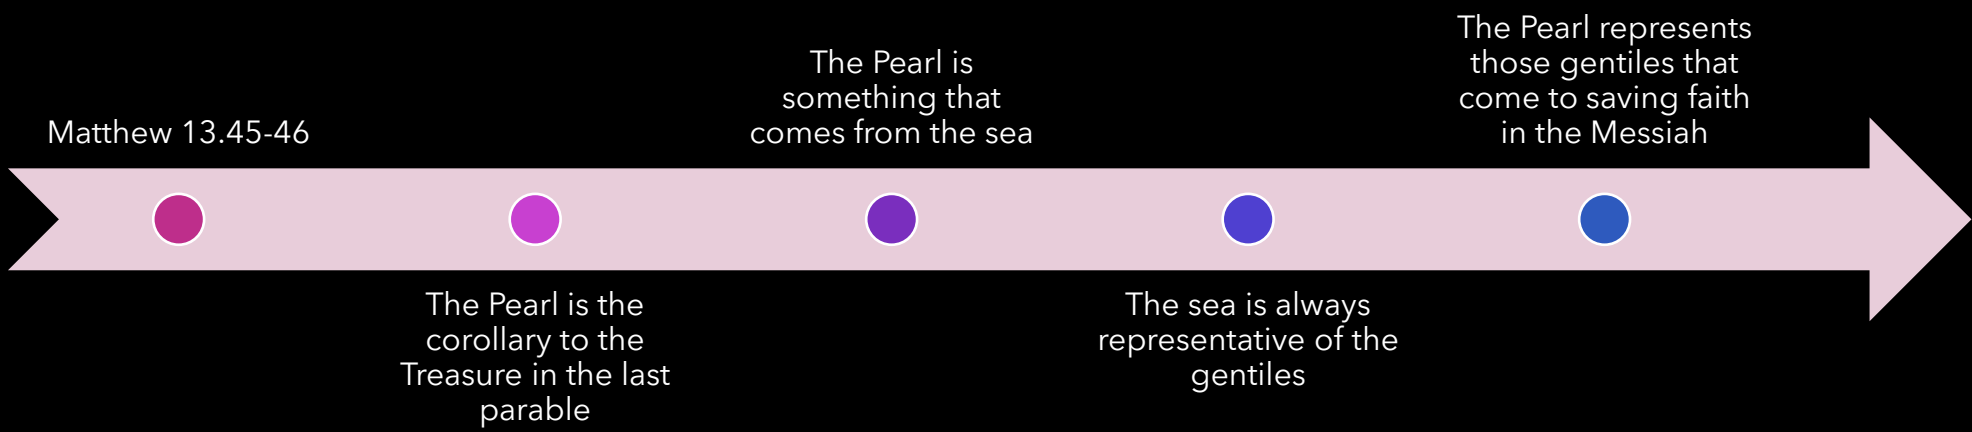 Matthew 13.45-46
The Pearl is the
corollary to the
Treasure in the last
parable
The Pearl is
something that
comes from the sea
The sea is always
representative of the
gentiles
The Pearl represents
those gentiles that
come to saving faith
in the Messiah